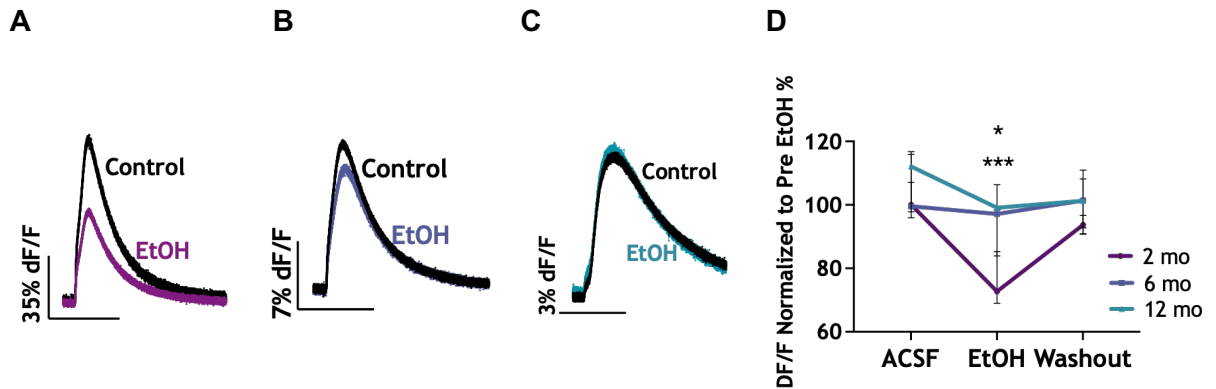 A
B
C
D
Control
EtOH
35% dF/F
Control
EtOH
7% dF/F
Control
EtOH
3% dF/F
DF/F Normalized to Pre EtOH %
120
100
80
60
*
***
ACSF
EtOH
Washout
2 mo
6 mo
12 mo